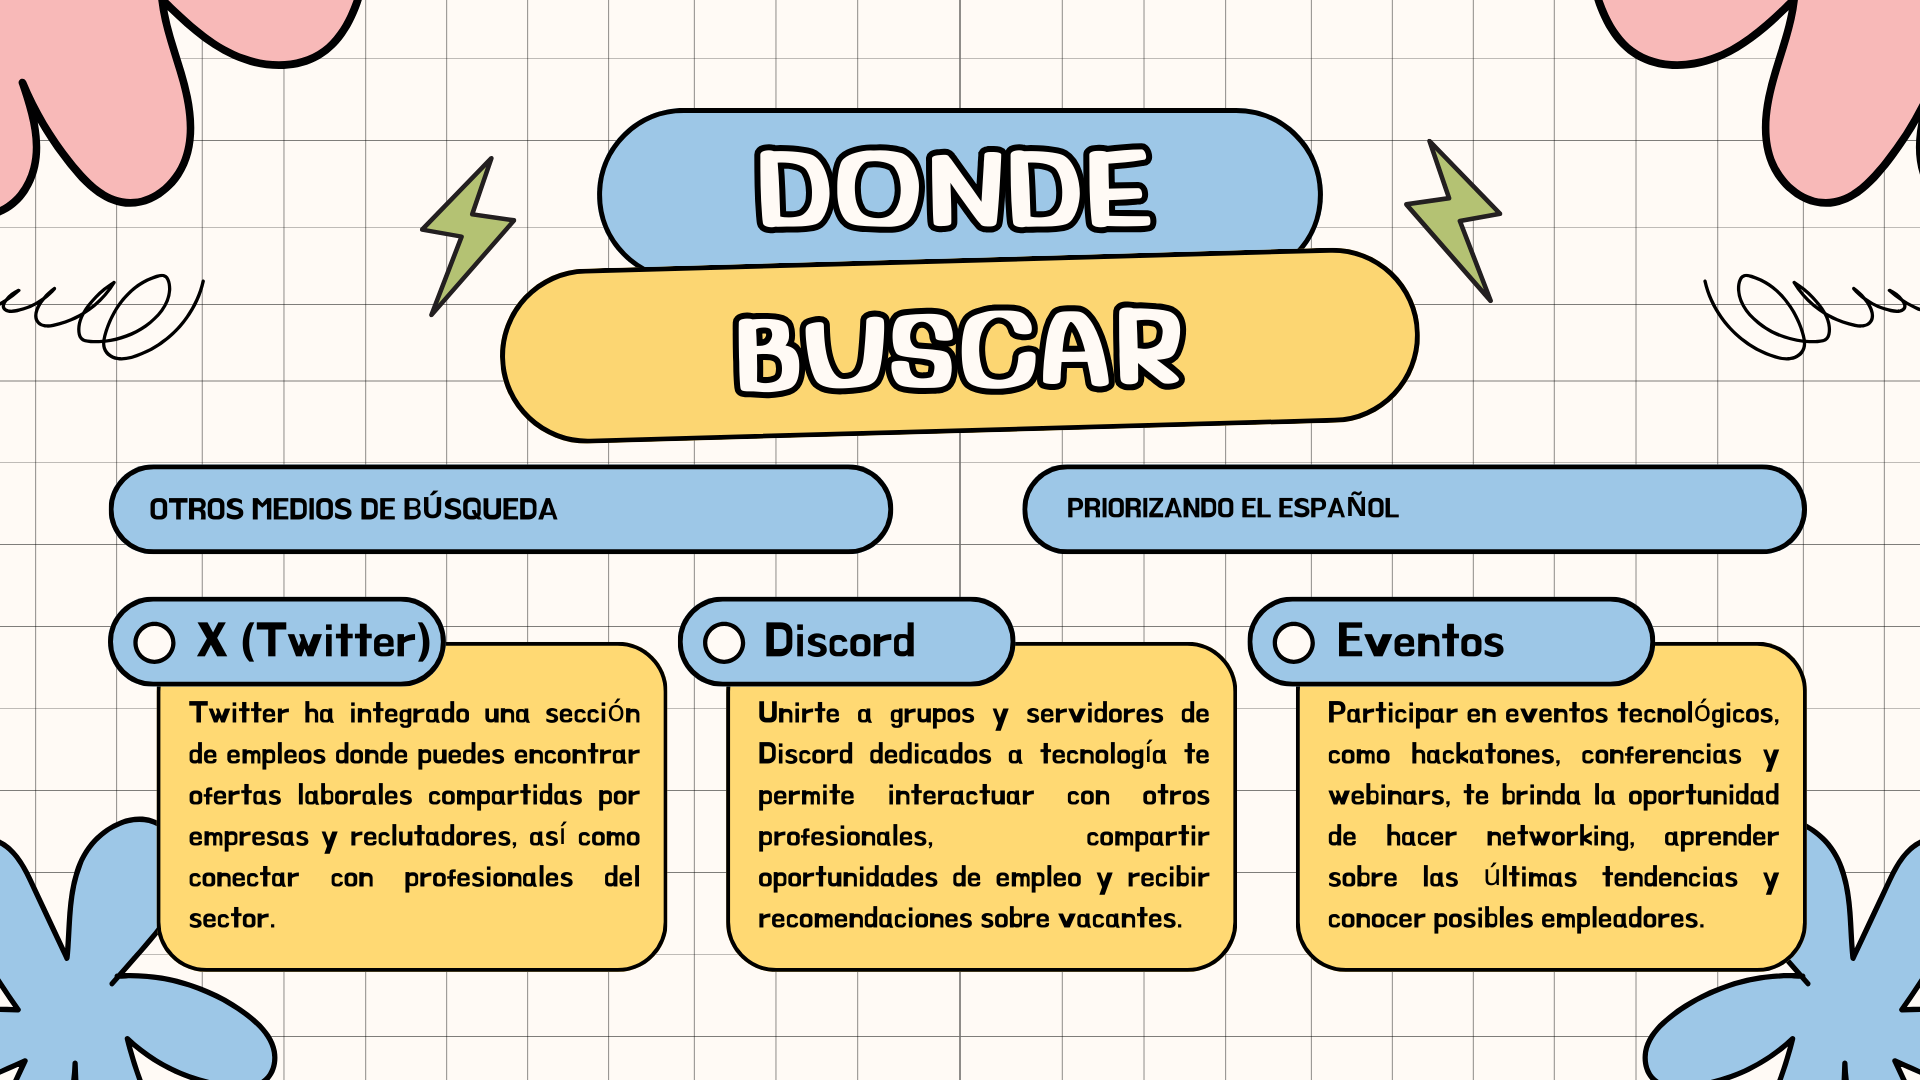 DONDE
BUSCAR
OTROS MEDIOS DE BÚSQUEDA
PRIORIZANDO EL ESPAÑOL
X (Twitter)
Twitter ha integrado una sección
de empleos donde puedes encontrar
ofertas laborales compartidas por
empresas y reclutadores, así como
conectar con profesionales del
sector.
Discord
Unirte a grupos y servidores de
Discord dedicados a tecnología te
permite interactuar con otros
profesionales, compartir
oportunidades de empleo y recibir
recomendaciones sobre vacantes.
Eventos
Participar en eventos tecnológicos,
como hackatones, conferencias y
webinars, te brinda la oportunidad
de hacer networking, aprender
sobre las últimas tendencias y
conocer posibles empleadores.